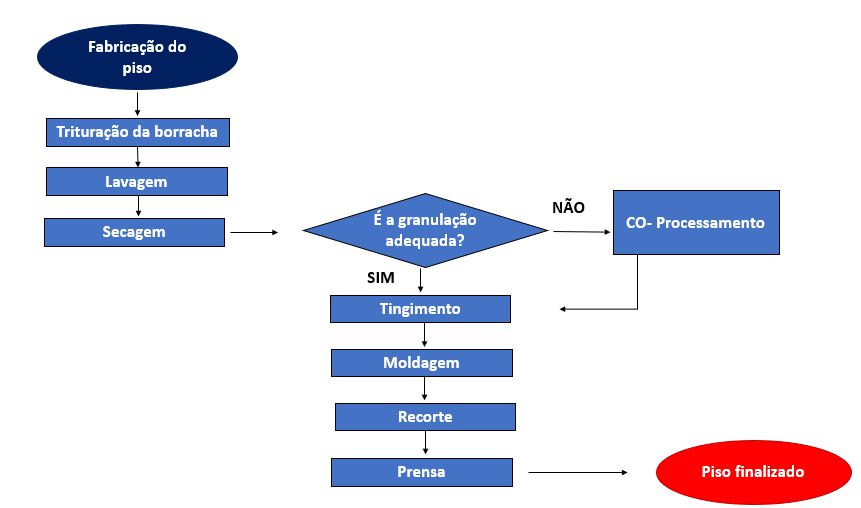 Fabricação do
piso
Trituração da borracha
Lavagem
Secagem
É a granulação
adequada?
NÃO
CO- Processamento
SIM
Tingimento
Moldagem
Recorte
Prensa
Piso finalizado